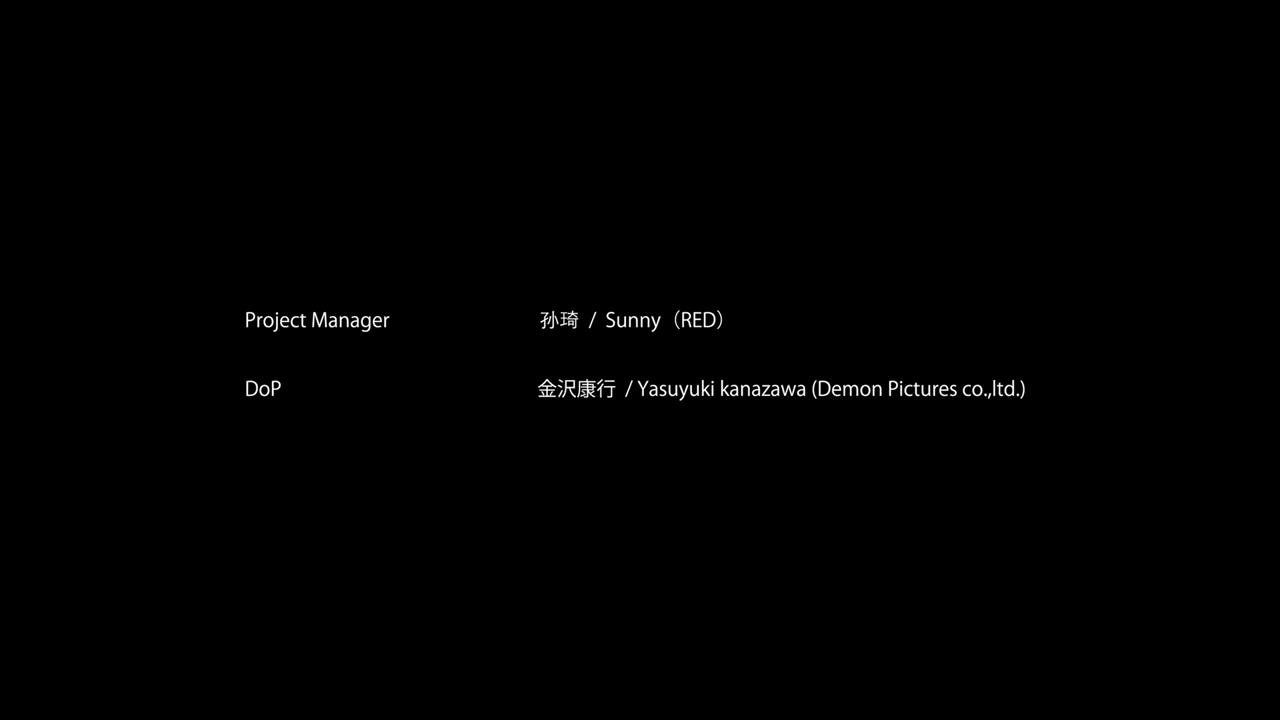 Project Manager 孙琦 / Sunny（RED）
DoP 金沢康行 / Yasuyuki kanazawa (Demon Pictures co.,ltd.)